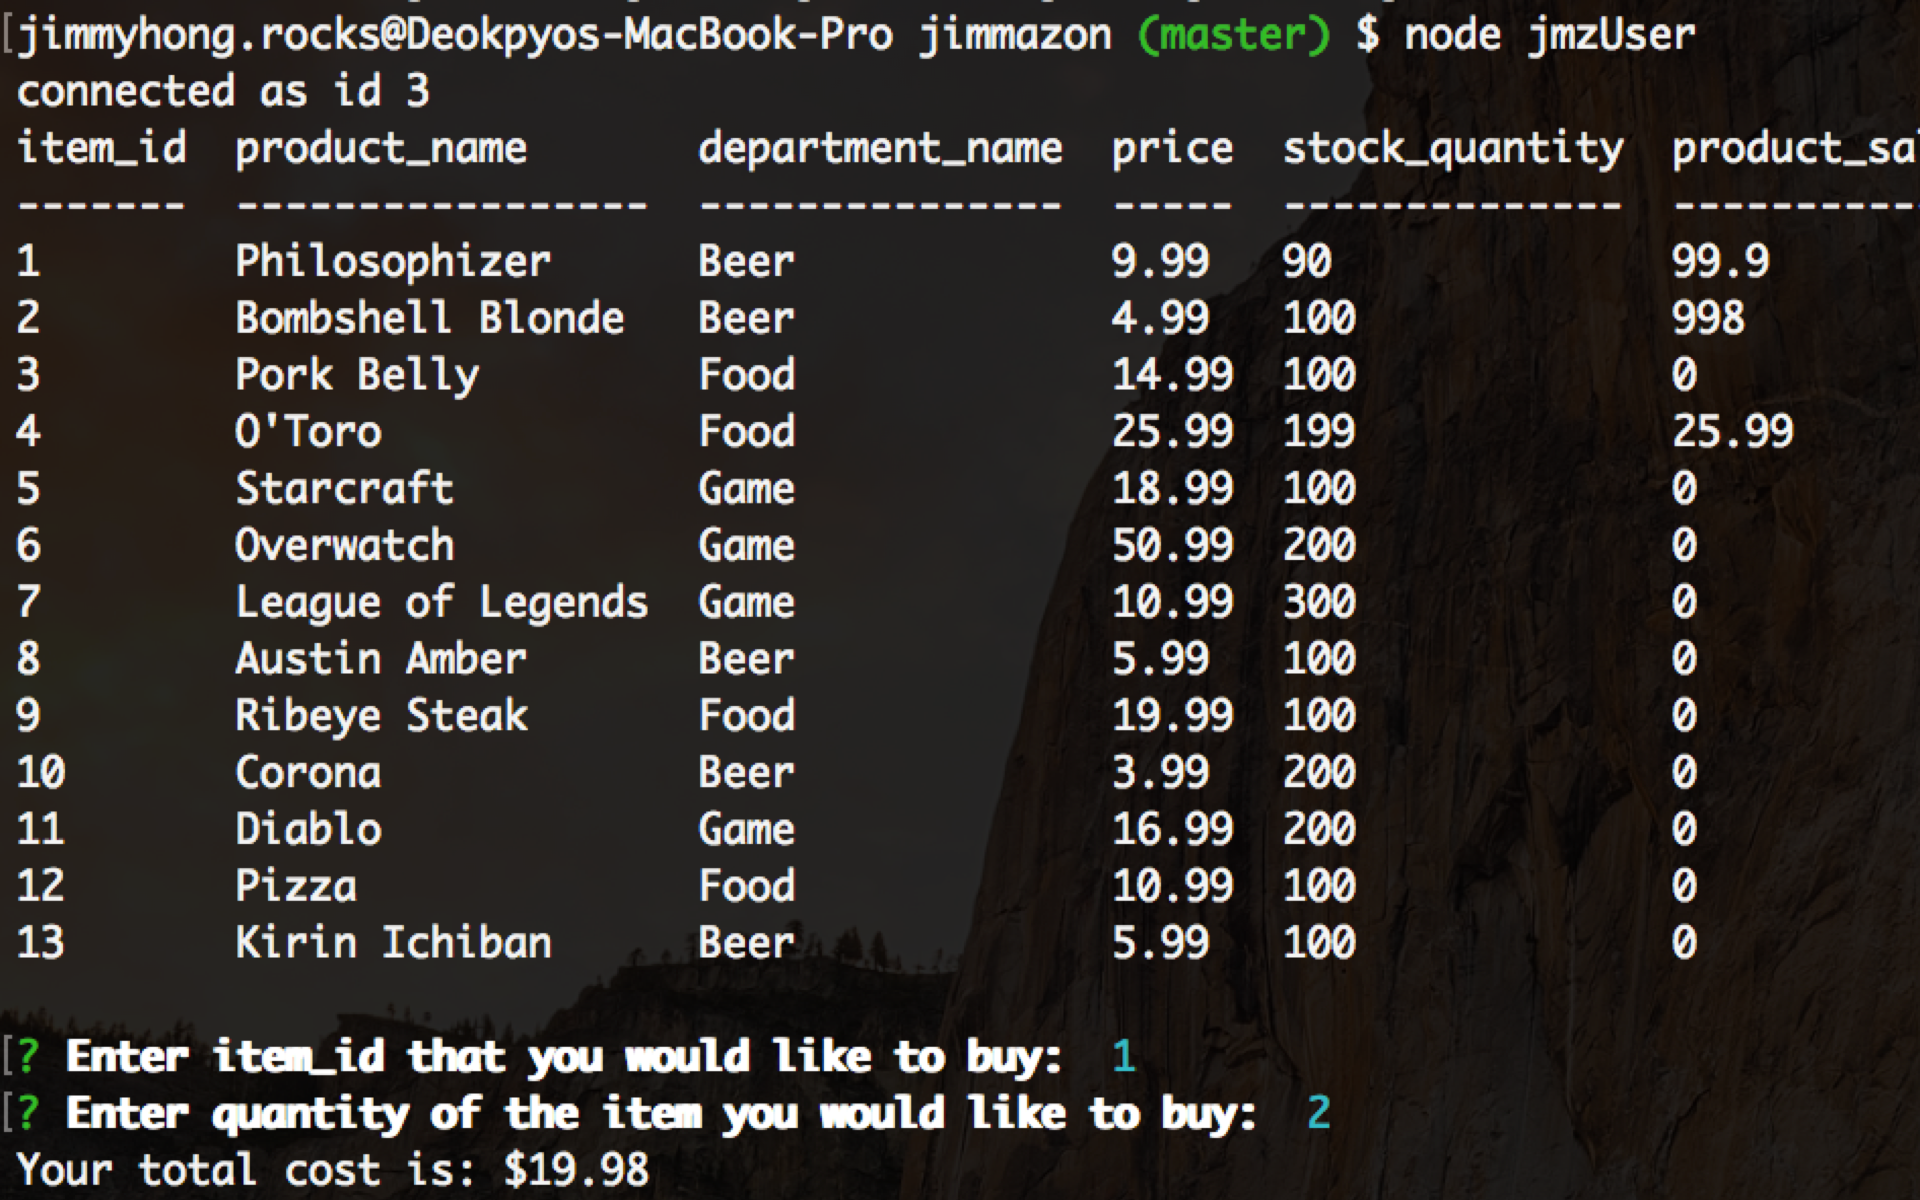 [jimmyhong.rocks@Deokpyos-MacBook-Pro jimmazon (master) $ node jmzUser
connected as id 3
item_id  product_name       department_name  price  stock_quantity  product_sa
-------  -----------------  ---------------  -----  --------------  ----------
1        Philosophizer      Beer             9.99   90              99.9
2        Bombshell Blonde   Beer             4.99   100             998
3        Pork Belly         Food             14.99  100             0
4        O'Toro             Food             25.99  199             25.99
5        Starcraft          Game             18.99  100             0
6        Overwatch          Game             50.99  200             0
7        League of Legends  Game             10.99  300             0
8        Austin Amber       Beer             5.99   100             0
9        Ribeye Steak       Food             19.99  100             0
10       Corona             Beer             3.99   200             0
11       Diablo             Game             16.99  200             0
12       Pizza              Food             10.99  100             0
13       Kirin Ichiban      Beer             5.99   100             0
[? Enter item_id that you would like to buy:  1
[? Enter quantity of the item you would like to buy:  2
Your total cost is: $19.98